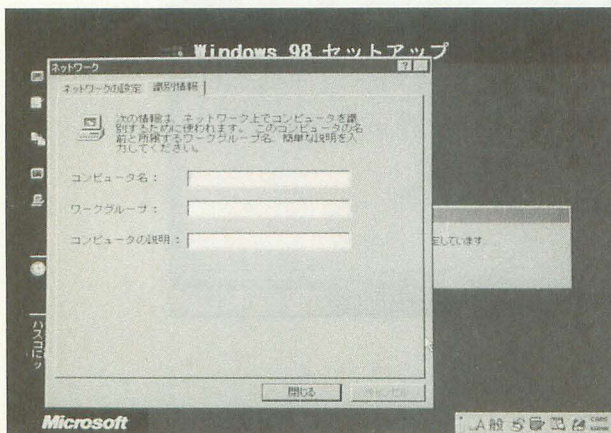 Windows 98 セットアップ
ネットワーク
ネットワークの設定 識別情報
次の情報は、ネットワーク上でコンピュータを識
別するために使われます。このコンピュータの名
前と所属するワークグループ名、簡単な説明を入
力してください。
コンピュータ名：
ワークグループ：
コンピュータの説明：
定しています
閉じる
キャンセル
Microsoft
A 般
CAPS
KANA